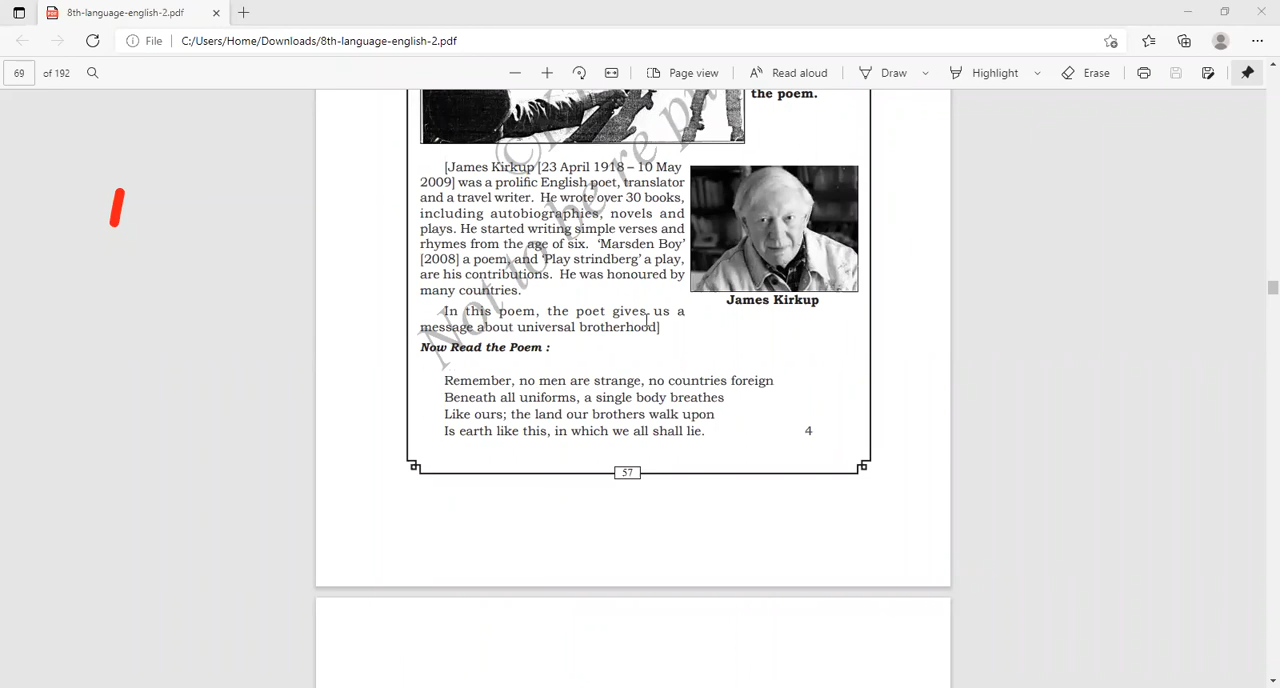 8th-language-english-2.pdf
File C:/Users/Home/Downloads/8th-language-english-2.pdf
69 of 192 Page view Read aloud Draw Highlight Erase
the poem.
[James Kirkup [23 April 1918 – 10 May
2009] was a prolific English poet, translator
and a travel writer. He wrote over 30 books,
including autobiographies, novels and
plays. He started writing simple verses and
rhymes from the age of six. ‘Marsden Boy’
[2008] a poem, and ‘Play strindberg’ a play,
are his contributions. He was honoured by
many countries.
James Kirkup
In this poem, the poet gives us a
message about universal brotherhood]
Now Read the Poem :
Remember, no men are strange, no countries foreign
Beneath all uniforms, a single body breathes
Like ours; the land our brothers walk upon
Is earth like this, in which we all shall lie. 4
57
Not to be re